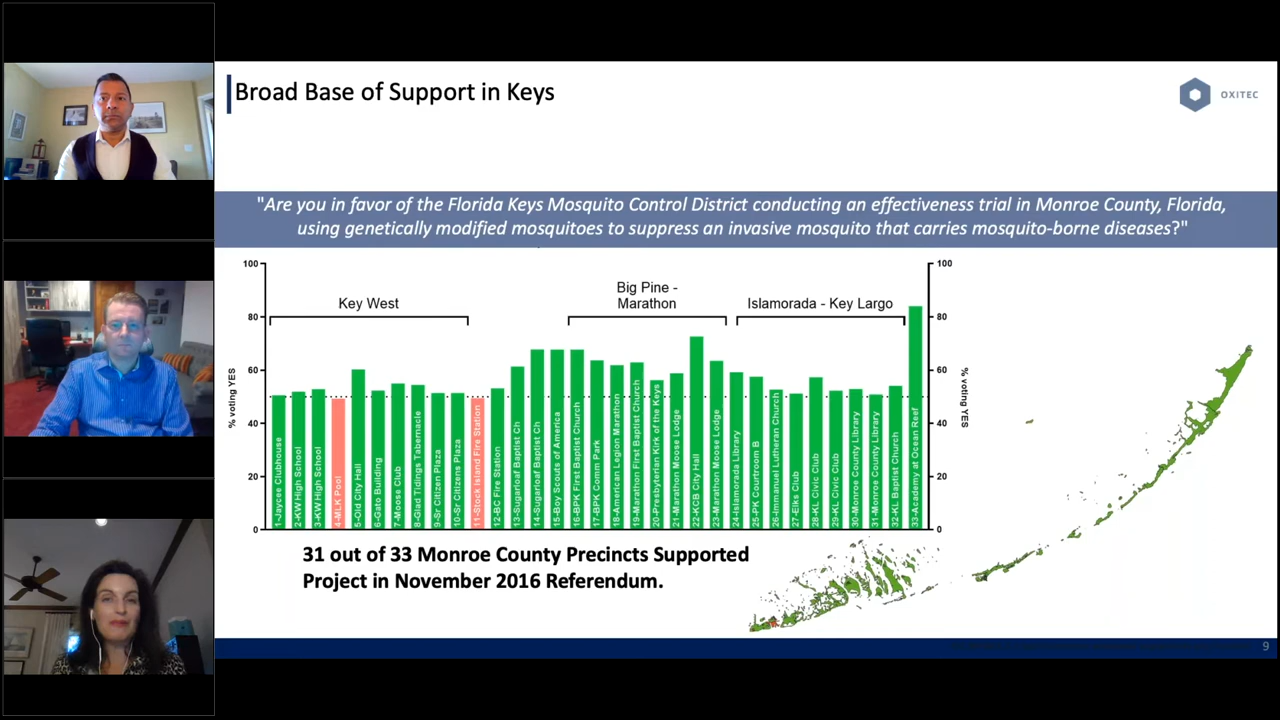 Broad Base of Support in Keys
OXITEC
"Are you in favor of the Florida Keys Mosquito Control District conducting an effectiveness trial in Monroe County, Florida,
using genetically modified mosquitoes to suppress an invasive mosquito that carries mosquito-borne diseases?"
100
80
60
40
20
0
% voting YES
Key West
Big Pine -
Marathon
Islamorada - Key Largo
1-Jaycee Clubhouse
2-KW High School
3-KW High School
4-MLK Pool
5-Old City Hall
6-Gato Building
7-Moose Club
8-Glad Tidings Tabernacle
9-Sr Citizen Plaza
10-Sr Citizens Plaza
11-Stock Island Fire Station
12-BC Fire Station
13-Sugarloaf Baptist Ch
14-Sugarloaf Baptist Ch
15-Boy Scouts of America
16-BPK First Baptist Church
17-BPK Comm Park
18-American Legion Marathon
19-Marathon First Baptist Church
20-Presbyterian Kirk of the Keys
21-Marathon Moose Lodge
22-KCB City Hall
23-Marathon Moose Lodge
24-Islamorada Library
25-PK Courtroom B
26-Immanuel Lutheran Church
27-Elks Club
28-KL Civic Club
29-KL Civic Club
30-Monroe County Library
31-Monroe County Library
32-KL Baptist Church
33-Academy at Ocean Reef
100
80
60
40
20
0
% voting YES
31 out of 33 Monroe County Precincts Supported
Project in November 2016 Referendum.
9